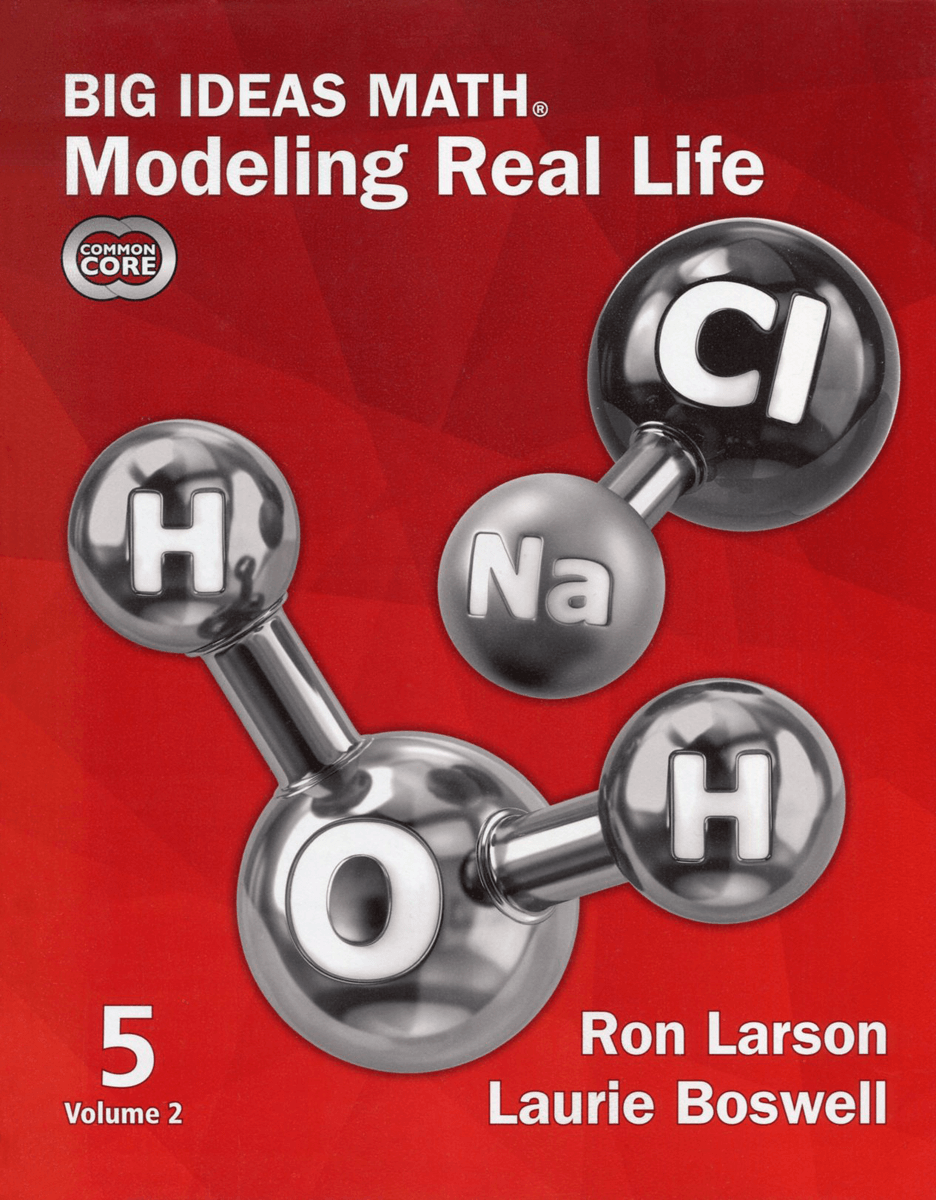 BIG IDEAS MATH®
Modeling Real Life
COMMON
CORE
Cl
H
Na
H
O
5
Volume 2
Ron Larson
Laurie Boswell